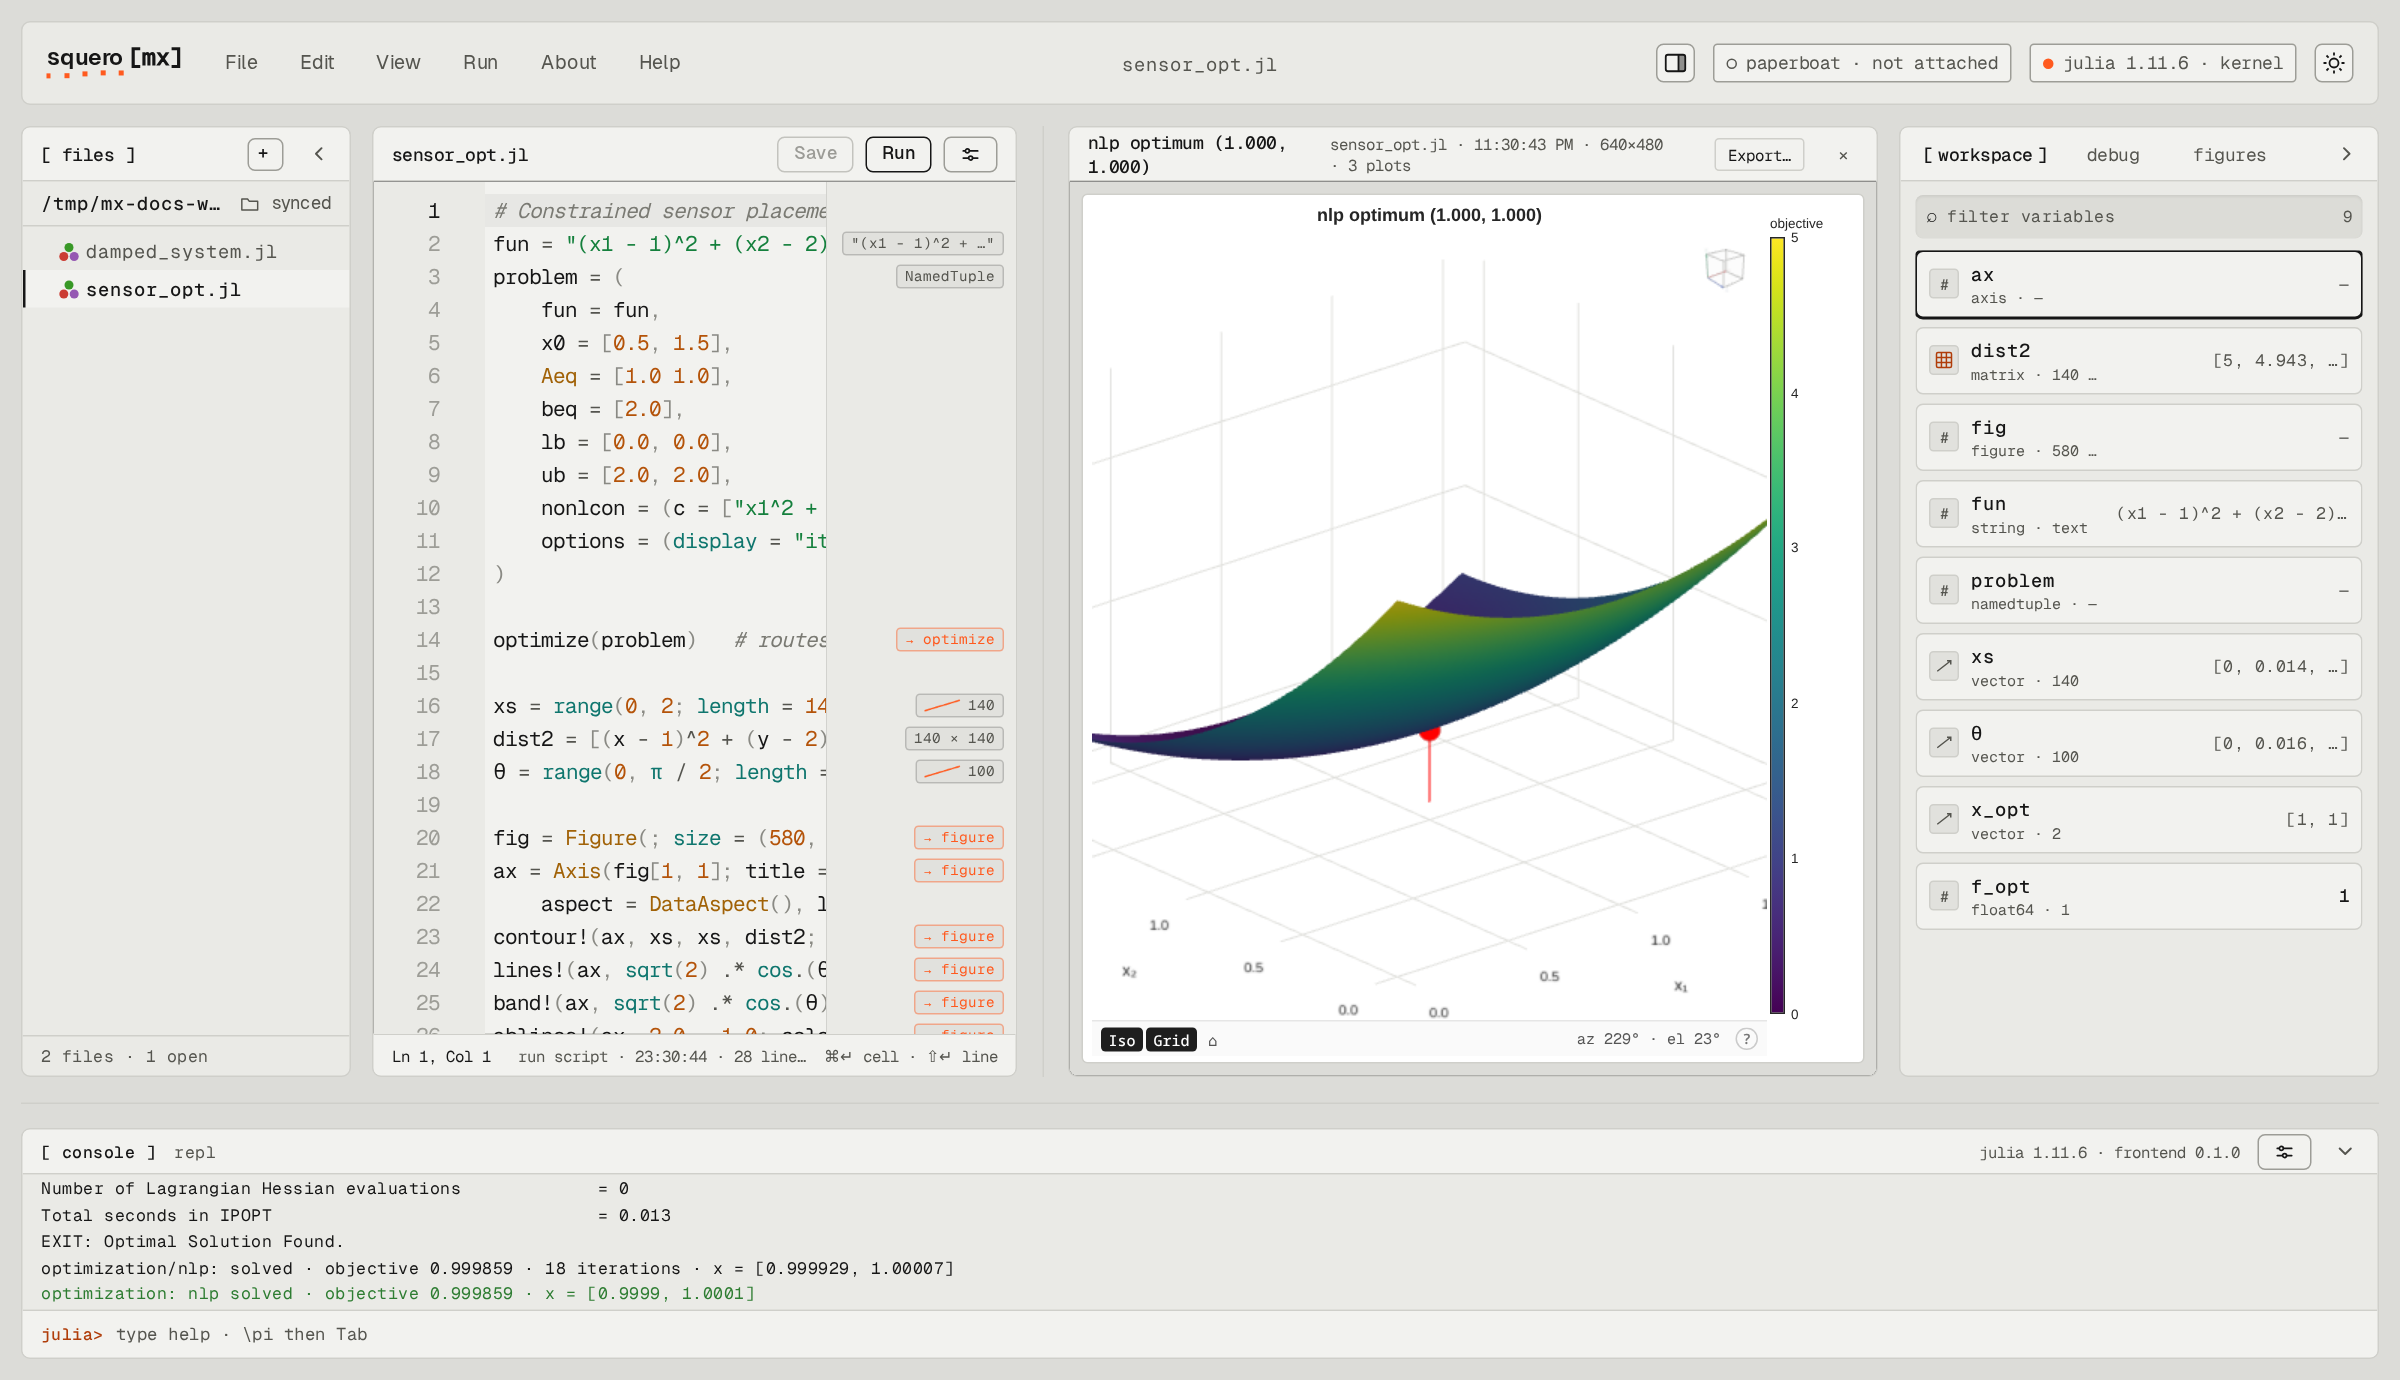 squero [mx] File Edit View Run About Help sensor_opt.jl paperboat · not attached julia 1.11.6 · kernel
[ files ] +
/tmp/mx-docs-w… synced
damped_system.jl
sensor_opt.jl
2 files · 1 open
sensor_opt.jl Save Run
1 # Constrained sensor placeme
2 fun = "(x1 - 1)^2 + (x2 - 2) "(x1 - 1)^2 + …"
3 problem = ( NamedTuple
4 fun = fun,
5 x0 = [0.5, 1.5],
6 Aeq = [1.0 1.0],
7 beq = [2.0],
8 lb = [0.0, 0.0],
9 ub = [2.0, 2.0],
10 nonlcon = (c = ["x1^2 +
11 options = (display = "it
12 )
13
14 optimize(problem) # routes → optimize
15
16 xs = range(0, 2; length = 14 140
17 dist2 = [(x - 1)^2 + (y - 2) 140 × 140
18 θ = range(0, π / 2; length = 100
19
20 fig = Figure(; size = (580, → figure
21 ax = Axis(fig[1, 1]; title = → figure
22 aspect = DataAspect(), l
23 contour!(ax, xs, xs, dist2; → figure
24 lines!(ax, sqrt(2) .* cos.(θ → figure
25 band!(ax, sqrt(2) .* cos.(θ) → figure
Ln 1, Col 1 run script · 23:30:44 · 28 line… ⌘↵ cell · ⇧↵ line
nlp optimum (1.000,
1.000)
sensor_opt.jl · 11:30:43 PM · 640×480
· 3 plots
Export… ×
nlp optimum (1.000, 1.000)
objective
5
4
3
2
1
0
1.0
0.5
0.0
x₂
0.0
0.5
1.0
x₁
Iso Grid ⌂ az 229° · el 23° ?
[ workspace ] debug figures
filter variables 9
# ax –
axis · –
dist2 [5, 4.943, …]
matrix · 140 …
# fig –
figure · 580 …
# fun (x1 - 1)^2 + (x2 - 2)…
string · text
# problem –
namedtuple · –
xs [0, 0.014, …]
vector · 140
θ [0, 0.016, …]
vector · 100
x_opt [1, 1]
vector · 2
# f_opt 1
float64 · 1
[ console ] repl julia 1.11.6 · frontend 0.1.0
Number of Lagrangian Hessian evaluations = 0
Total seconds in IPOPT = 0.013
EXIT: Optimal Solution Found.
optimization/nlp: solved · objective 0.999859 · 18 iterations · x = [0.999929, 1.00007]
optimization: nlp solved · objective 0.999859 · x = [0.9999, 1.0001]
julia> type help · \pi then Tab